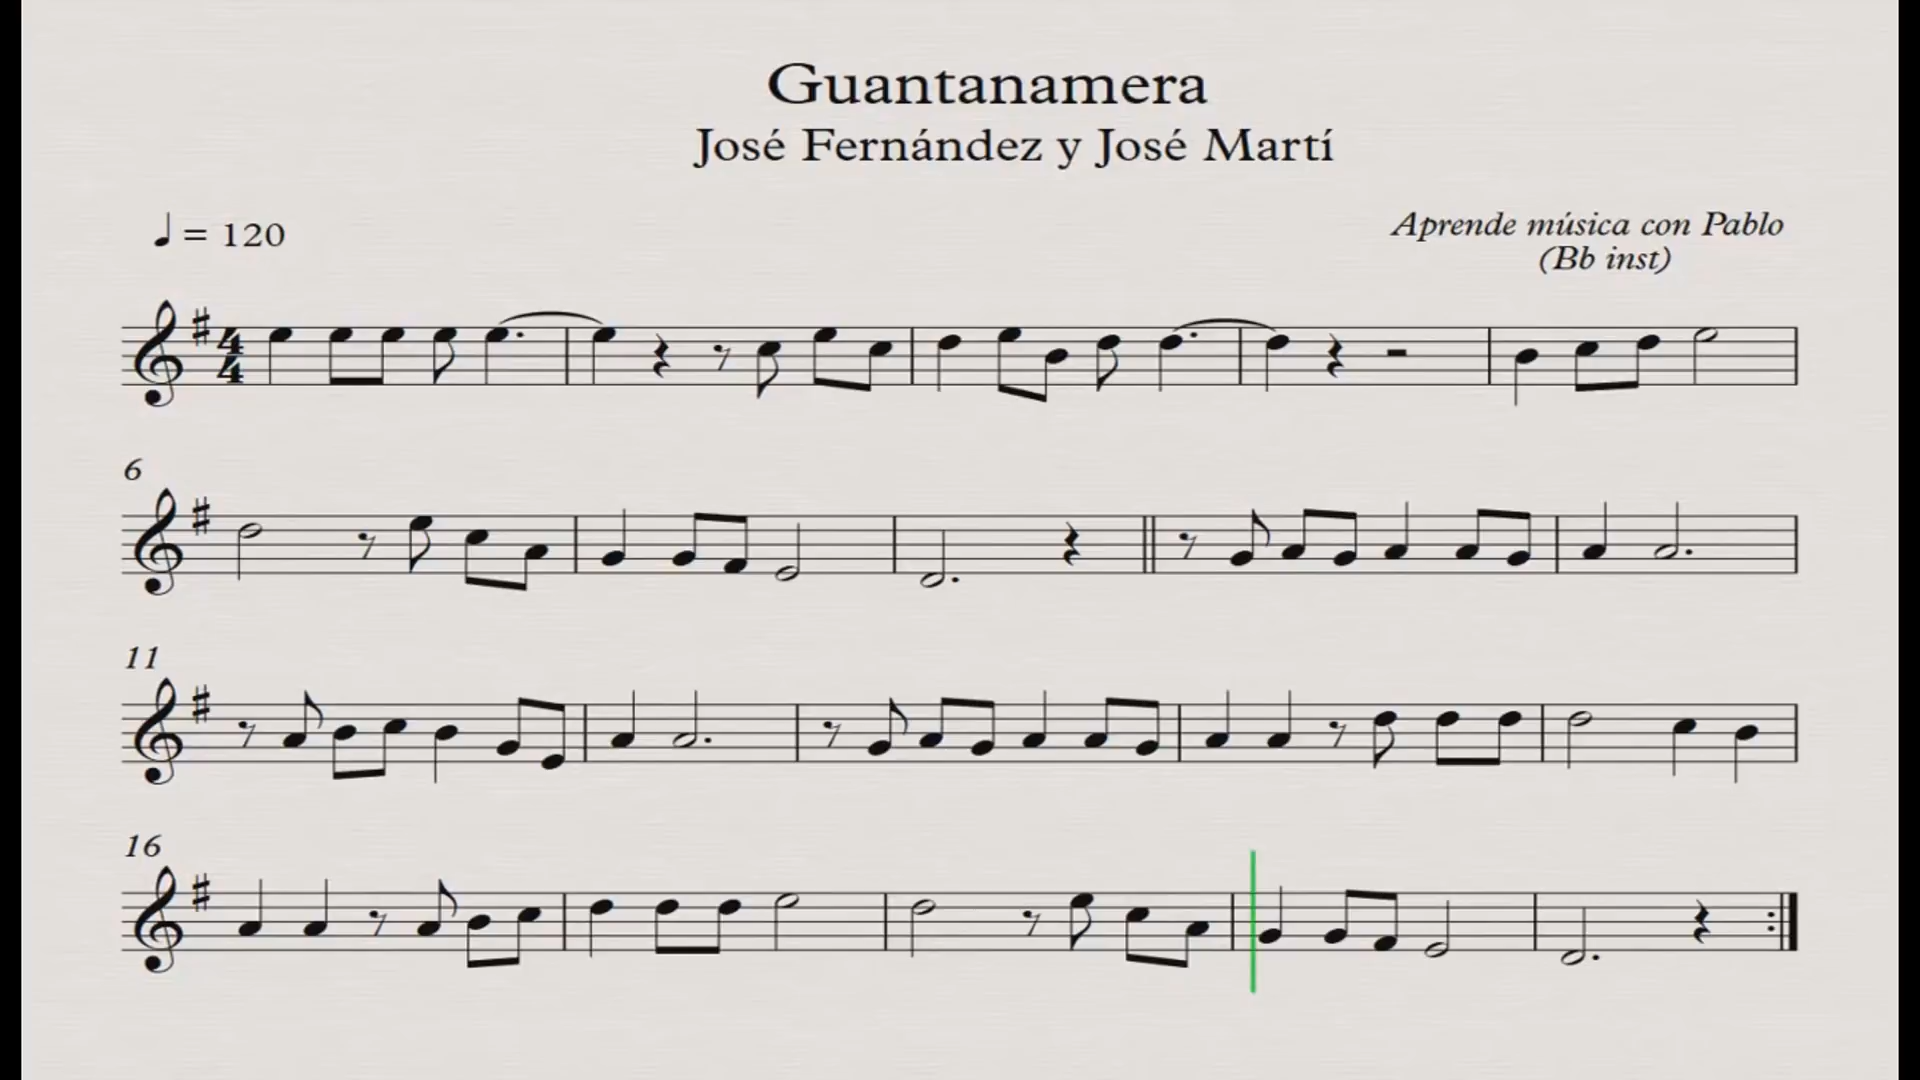 Guantanamera
José Fernández y José Martí
♩ = 120
Aprende música con Pablo
(Bb inst)
4
4
6
11
16